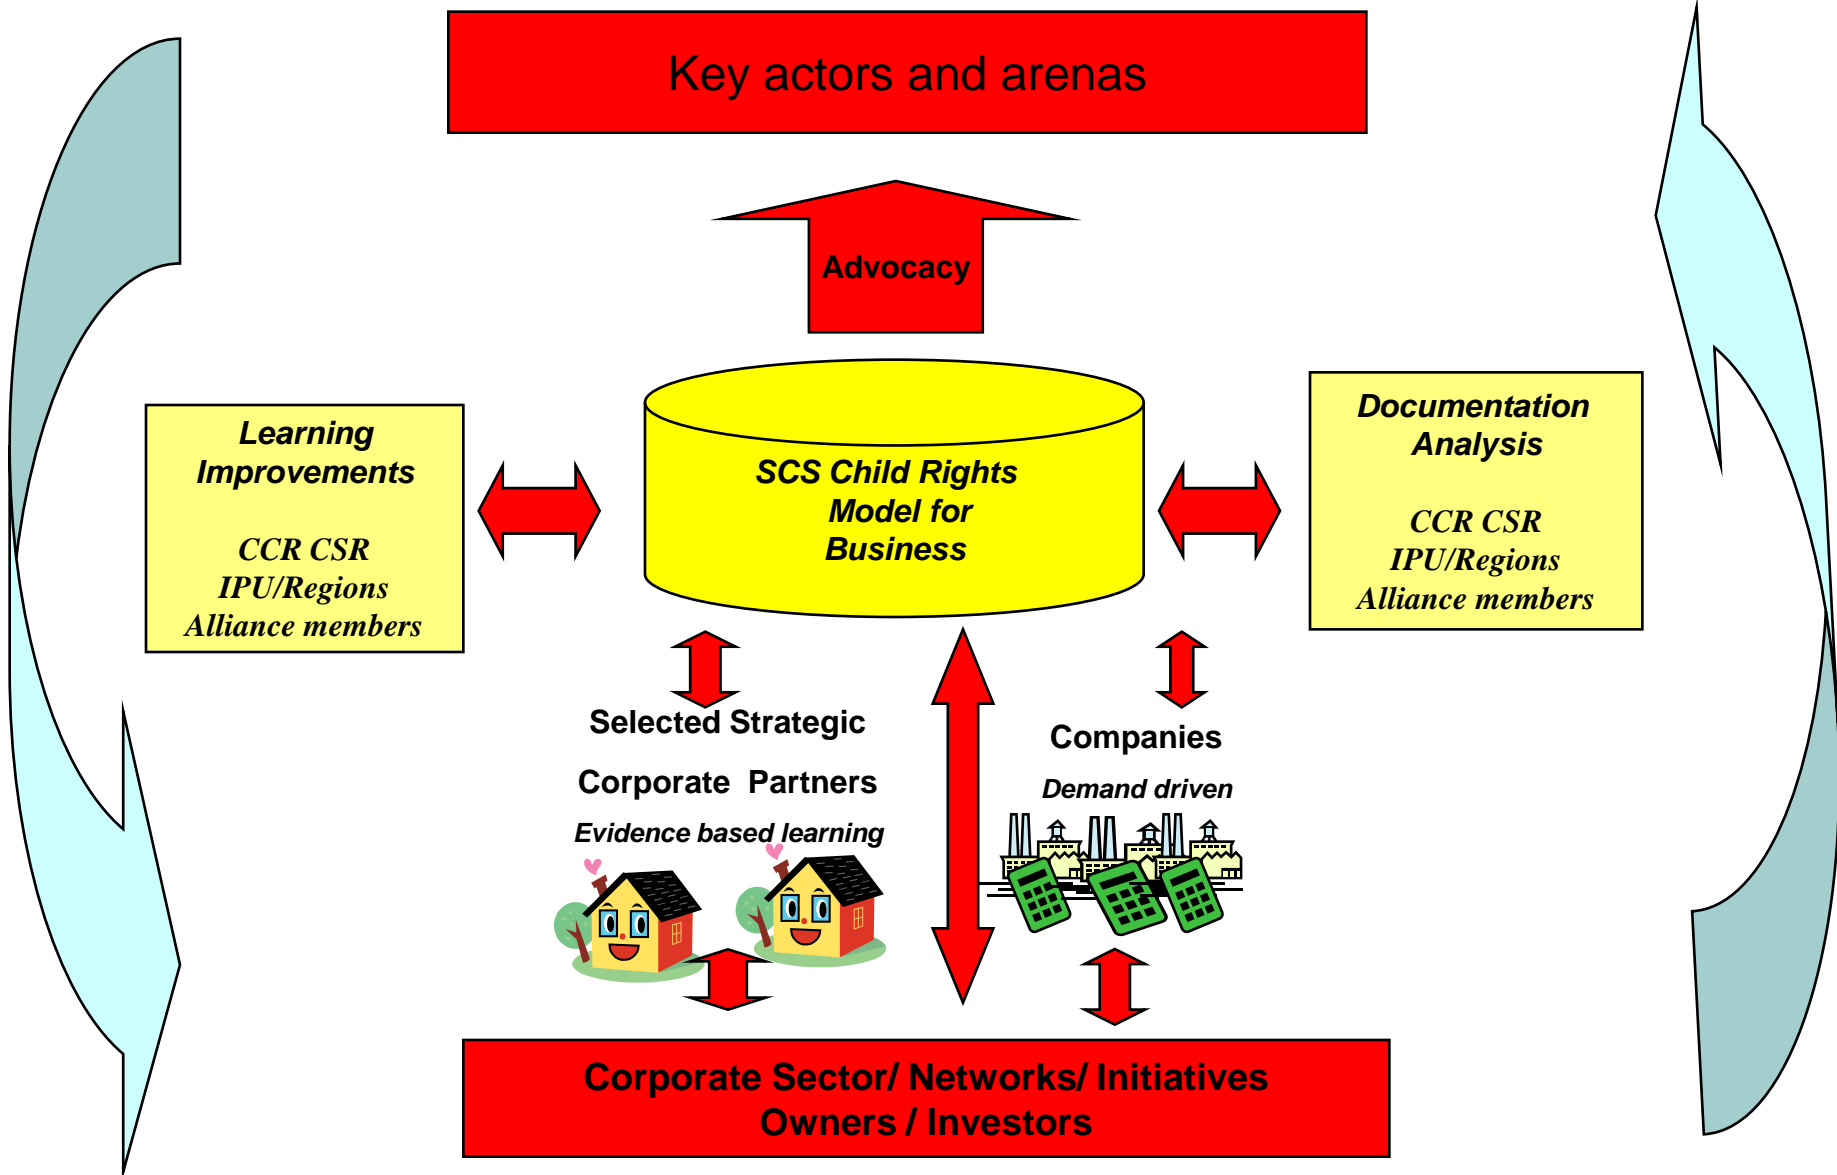 Key actors and arenas
Advocacy
Learning
Improvements
CCR CSR
IPU/Regions
Alliance members
SCS Child Rights
Model for
Business
Documentation
Analysis
CCR CSR
IPU/Regions
Alliance members
Selected Strategic
Corporate Partners
Evidence based learning
Companies
Demand driven
Corporate Sector/ Networks/ Initiatives
Owners / Investors